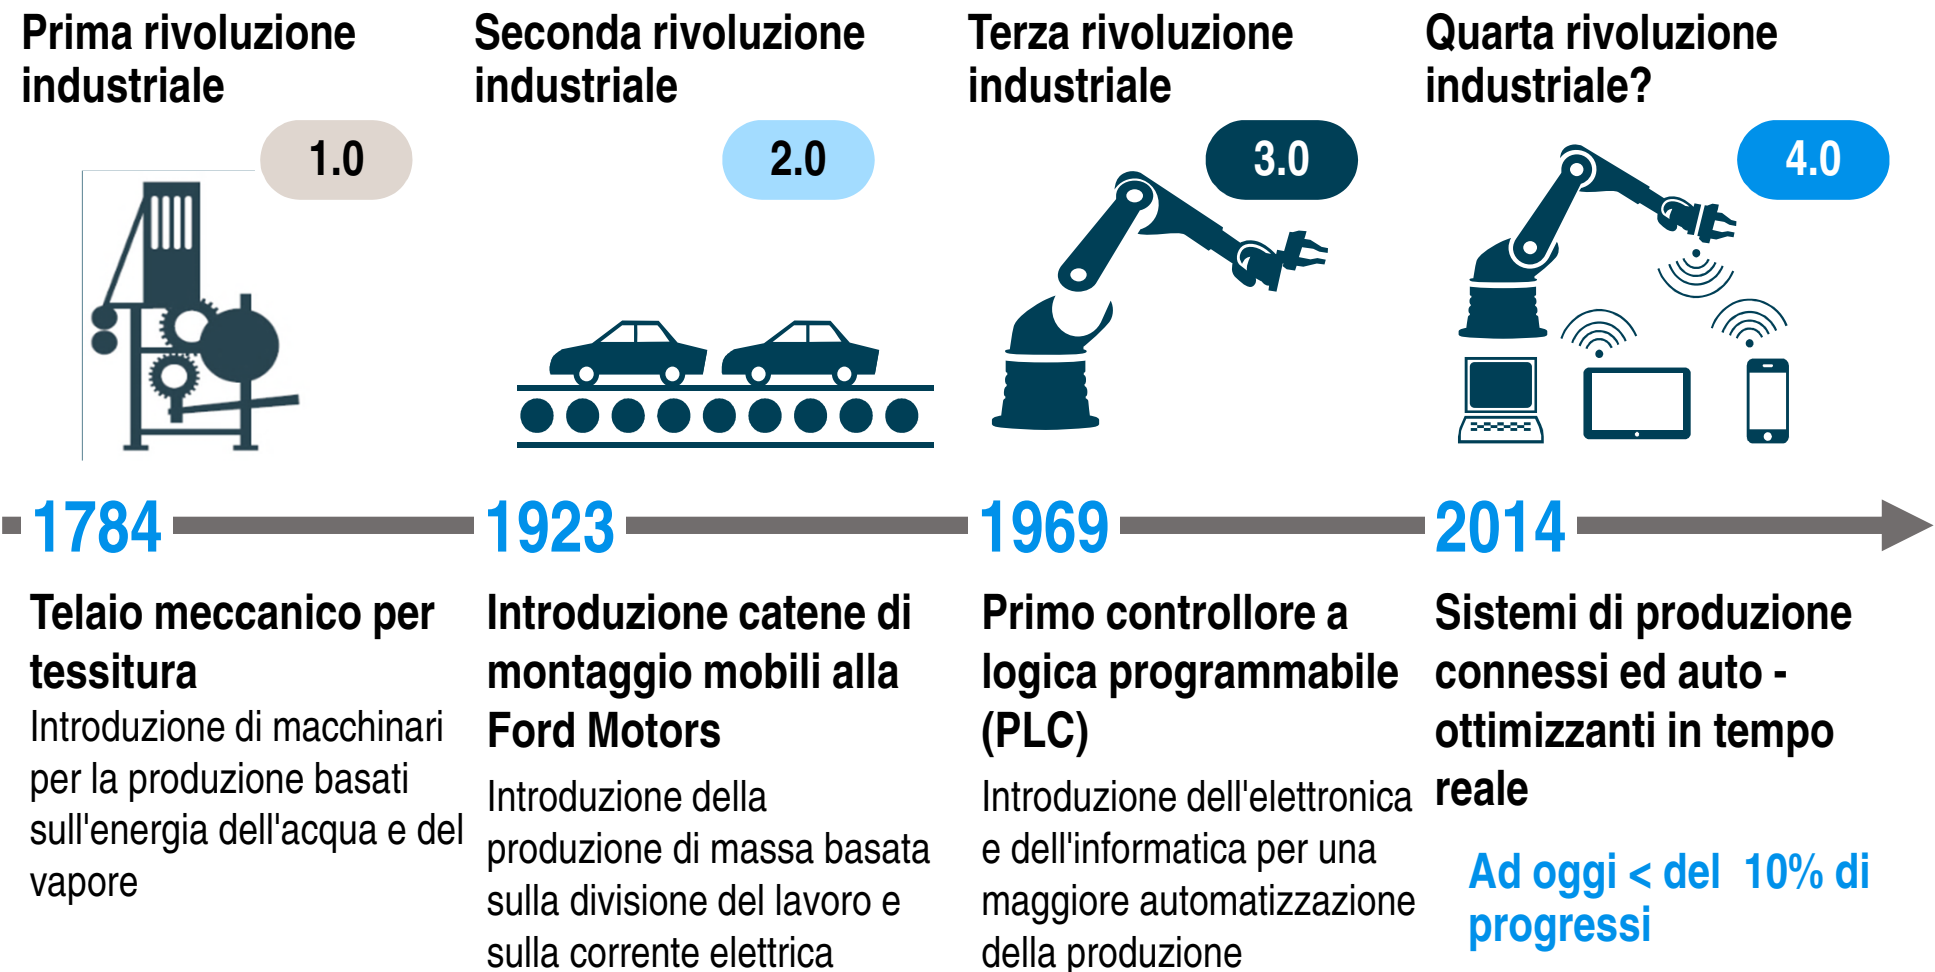 Prima rivoluzione
industriale
1.0
Seconda rivoluzione
industriale
2.0
Terza rivoluzione
industriale
3.0
Quarta rivoluzione
industriale?
4.0
1784
1923
1969
2014
Telaio meccanico per
tessitura
Introduzione di macchinari
per la produzione basati
sull'energia dell'acqua e del
vapore
Introduzione catene di
montaggio mobili alla
Ford Motors
Introduzione della
produzione di massa basata
sulla divisione del lavoro e
sulla corrente elettrica
Primo controllore a
logica programmabile
(PLC)
Introduzione dell'elettronica
e dell'informatica per una
maggiore automatizzazione
della produzione
Sistemi di produzione
connessi ed auto -
ottimizzanti in tempo
reale
Ad oggi < del 10% di
progressi